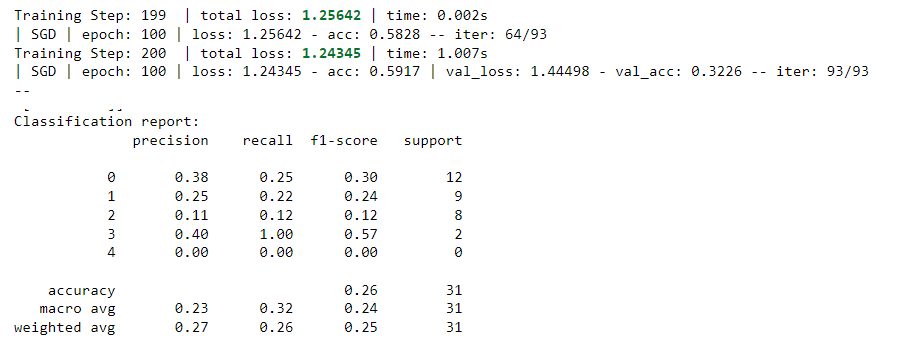 Training Step: 199 | total loss: 1.25642 | time: 0.002s
| SGD | epoch: 100 | loss: 1.25642 - acc: 0.5828 -- iter: 64/93
Training Step: 200 | total loss: 1.24345 | time: 1.007s
| SGD | epoch: 100 | loss: 1.24345 - acc: 0.5917 | val_loss: 1.44498 - val_acc: 0.3226 -- iter: 93/93
--
Classification report:
precision recall f1-score support
0 0.38 0.25 0.30 12
1 0.25 0.22 0.24 9
2 0.11 0.12 0.12 8
3 0.40 1.00 0.57 2
4 0.00 0.00 0.00 0
accuracy 0.26 31
macro avg 0.23 0.32 0.24 31
weighted avg 0.27 0.26 0.25 31